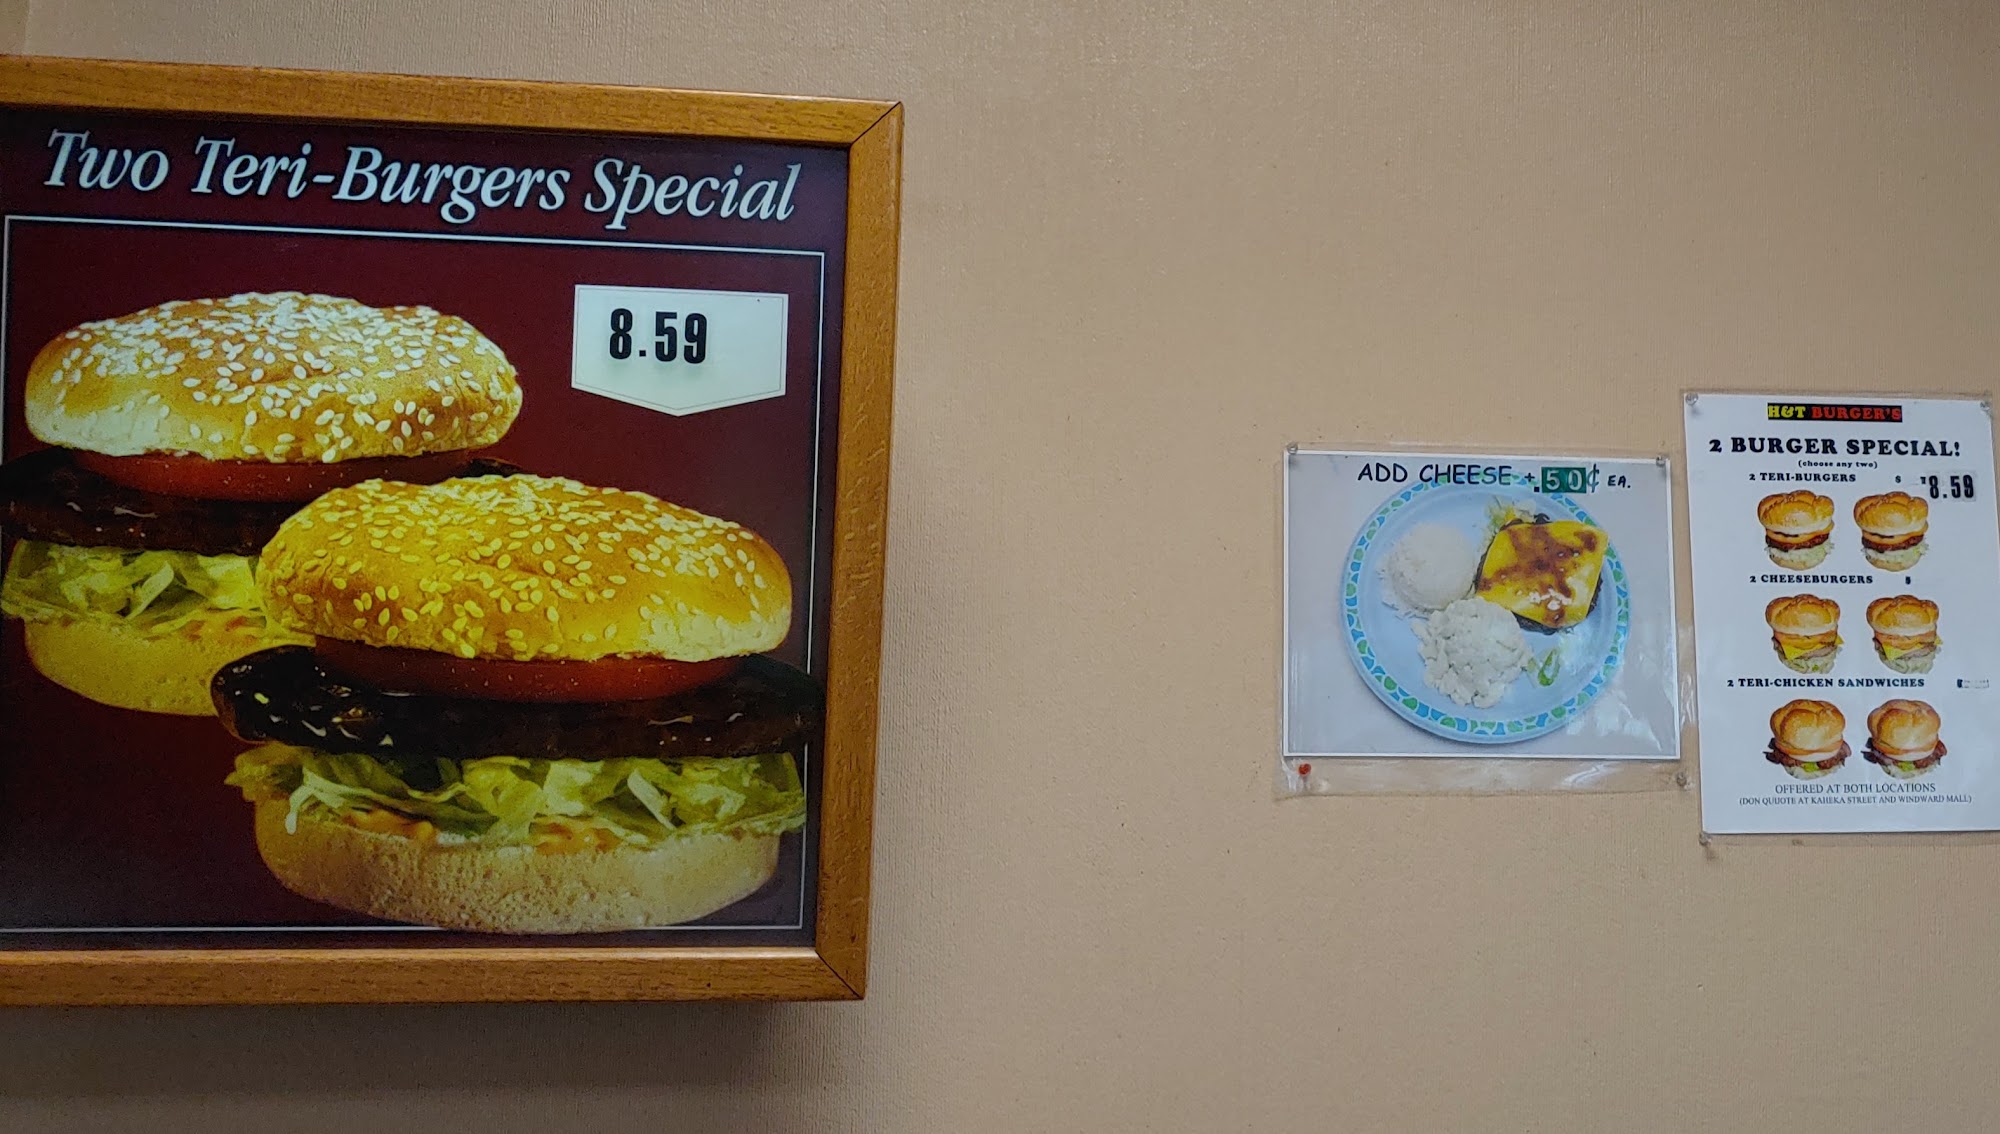 Two Teri-Burgers Special
8.59
ADD CHEESE +.50¢ EA.
H&T BURGER'S
2 BURGER SPECIAL!
(choose any two)
2 TERI-BURGERS $ 8.59
2 CHEESEBURGERS
2 TERI-CHICKEN SANDWICHES
OFFERED AT BOTH LOCATIONS
(DON QUIJOTE AT KAHEKA STREET AND WINDWARD MALL)